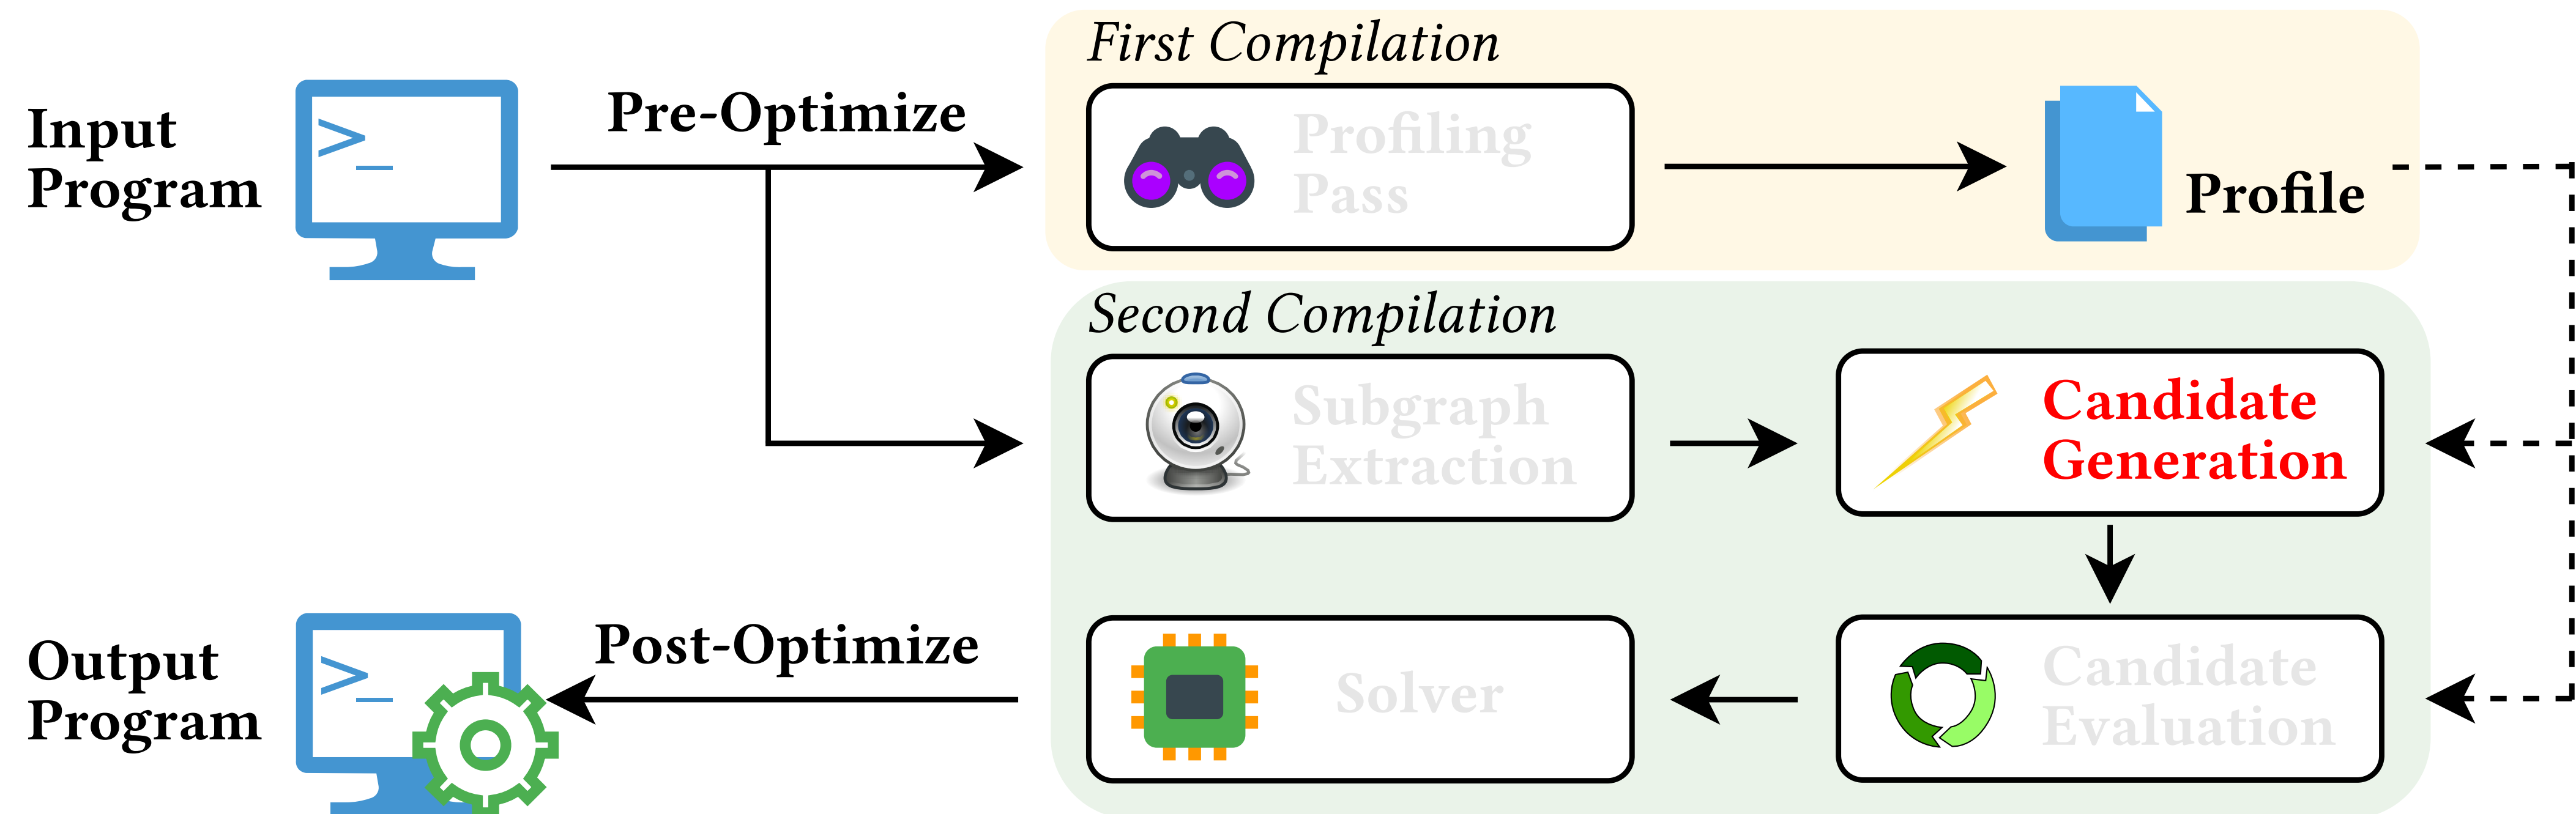 First Compilation
Input
Program
>_
Pre-Optimize
Profiling
Pass
Profile
Second Compilation
Subgraph
Extraction
Candidate
Generation
Output
Program
>_
Post-Optimize
Solver
Candidate
Evaluation